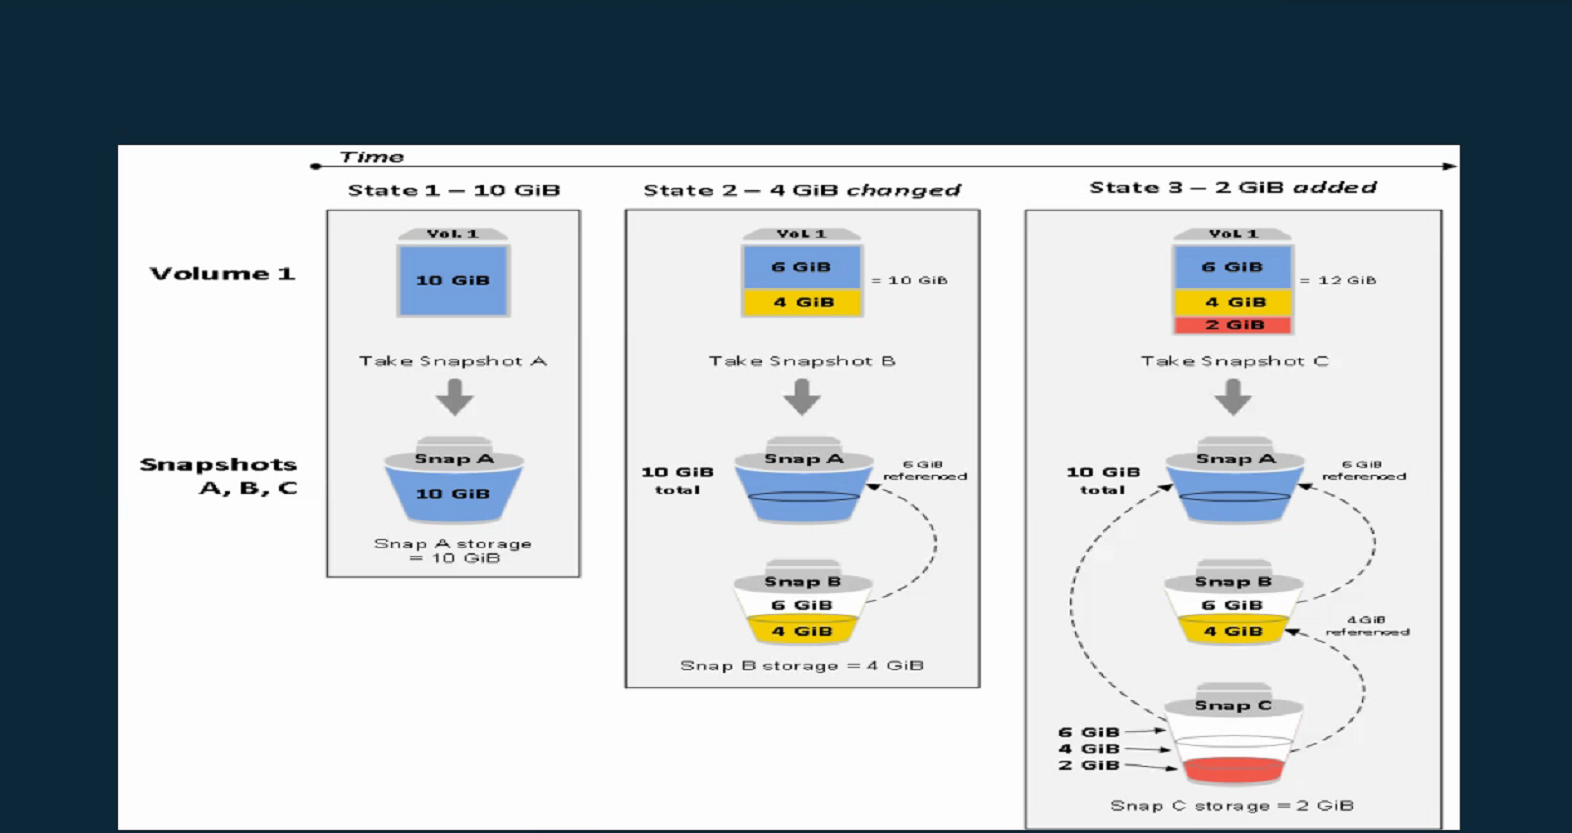 Time
State 1 – 10 GiB
State 2 – 4 GiB changed
State 3 – 2 GiB added
Volume 1
Vol. 1
10 GiB
Take Snapshot A
Vol. 1
6 GiB
4 GiB
= 10 GiB
Take Snapshot B
Vol. 1
6 GiB
4 GiB
2 GiB
= 12 GiB
Take Snapshot C
Snapshots
A, B, C
Snap A
10 GiB
Snap A storage
= 10 GiB
10 GiB
total
Snap A
6 GiB
referenced
Snap B
6 GiB
4 GiB
Snap B storage = 4 GiB
10 GiB
total
Snap A
6 GiB
referenced
Snap B
6 GiB
4 GiB
4 GiB
referenced
Snap C
6 GiB
4 GiB
2 GiB
Snap C storage = 2 GiB